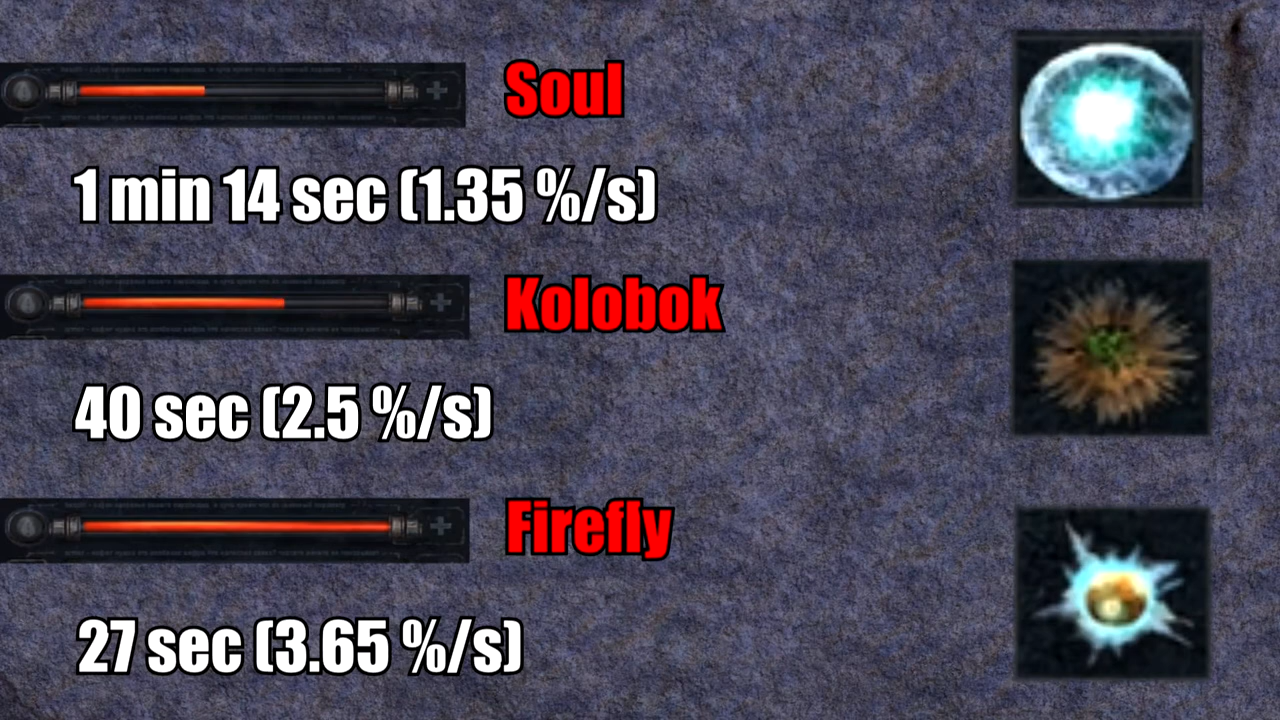 Soul
1 min 14 sec (1.35 %/s)
Kolobok
40 sec (2.5 %/s)
Firefly
27 sec (3.65 %/s)